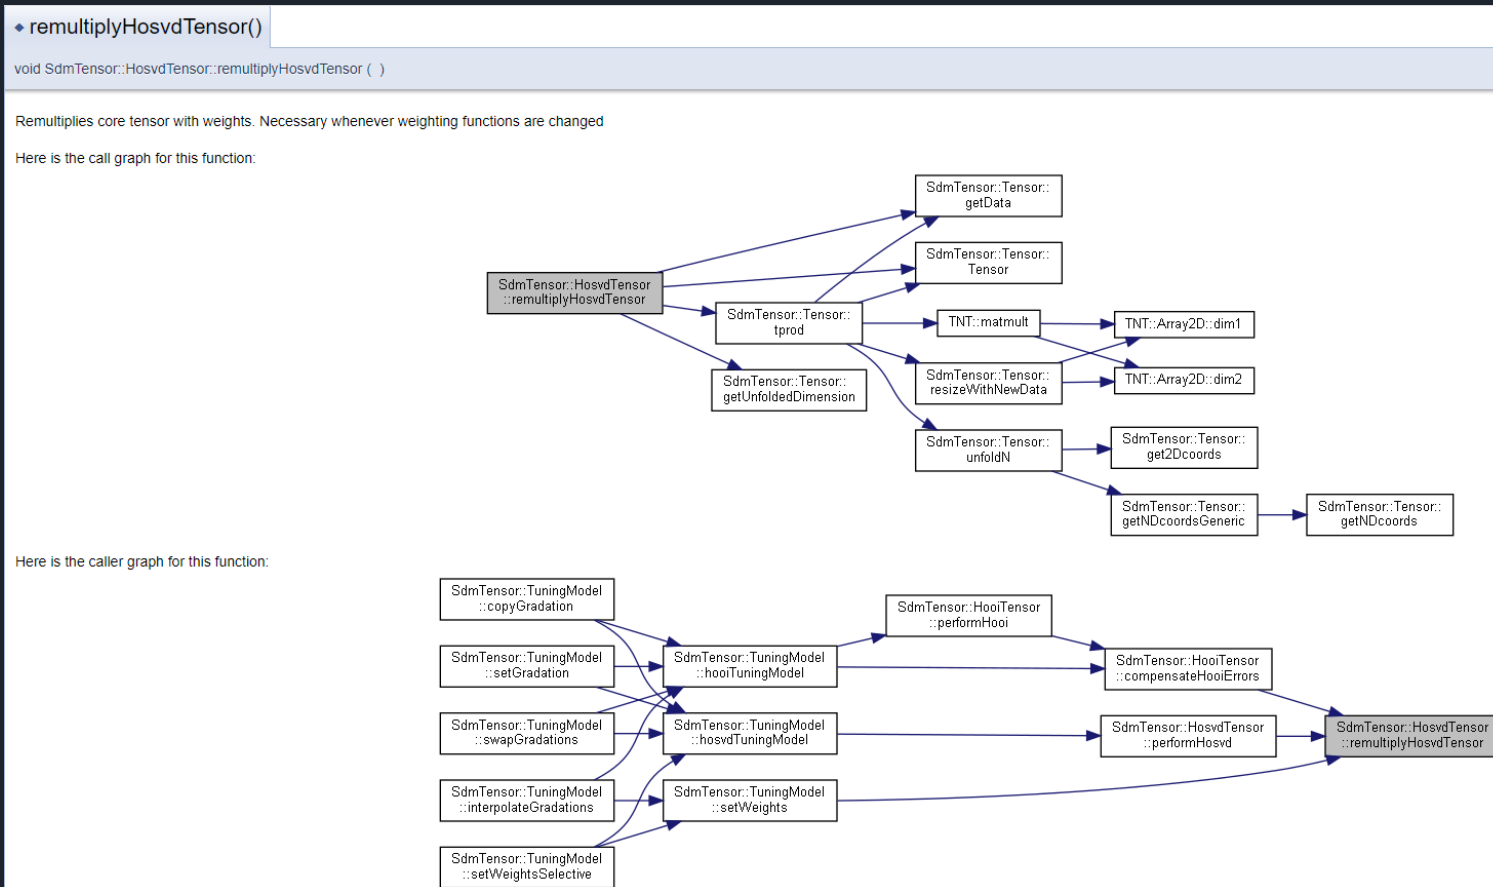 remultiplyHosvdTensor()
void SdmTensor::HosvdTensor::remultiplyHosvdTensor ( )
Remultiplies core tensor with weights. Necessary whenever weighting functions are changed
Here is the call graph for this function:
SdmTensor::Tensor::
getData
SdmTensor::Tensor::
Tensor
SdmTensor::HosvdTensor
::remultiplyHosvdTensor
SdmTensor::Tensor::
tprod
TNT::matmult
TNT::Array2D::dim1
SdmTensor::Tensor::
getUnfoldedDimension
SdmTensor::Tensor::
resizeWithNewData
TNT::Array2D::dim2
SdmTensor::Tensor::
unfoldN
SdmTensor::Tensor::
get2Dcoords
SdmTensor::Tensor::
getNDcoordsGeneric
SdmTensor::Tensor::
getNDcoords
Here is the caller graph for this function:
SdmTensor::TuningModel
::copyGradation
SdmTensor::HooiTensor
::performHooi
SdmTensor::TuningModel
::setGradation
SdmTensor::TuningModel
::hooiTuningModel
SdmTensor::HooiTensor
::compensateHooiErrors
SdmTensor::TuningModel
::swapGradations
SdmTensor::TuningModel
::hosvdTuningModel
SdmTensor::HosvdTensor
::performHosvd
SdmTensor::HosvdTensor
::remultiplyHosvdTensor
SdmTensor::TuningModel
::interpolateGradations
SdmTensor::TuningModel
::setWeights
SdmTensor::TuningModel
::setWeightsSelective